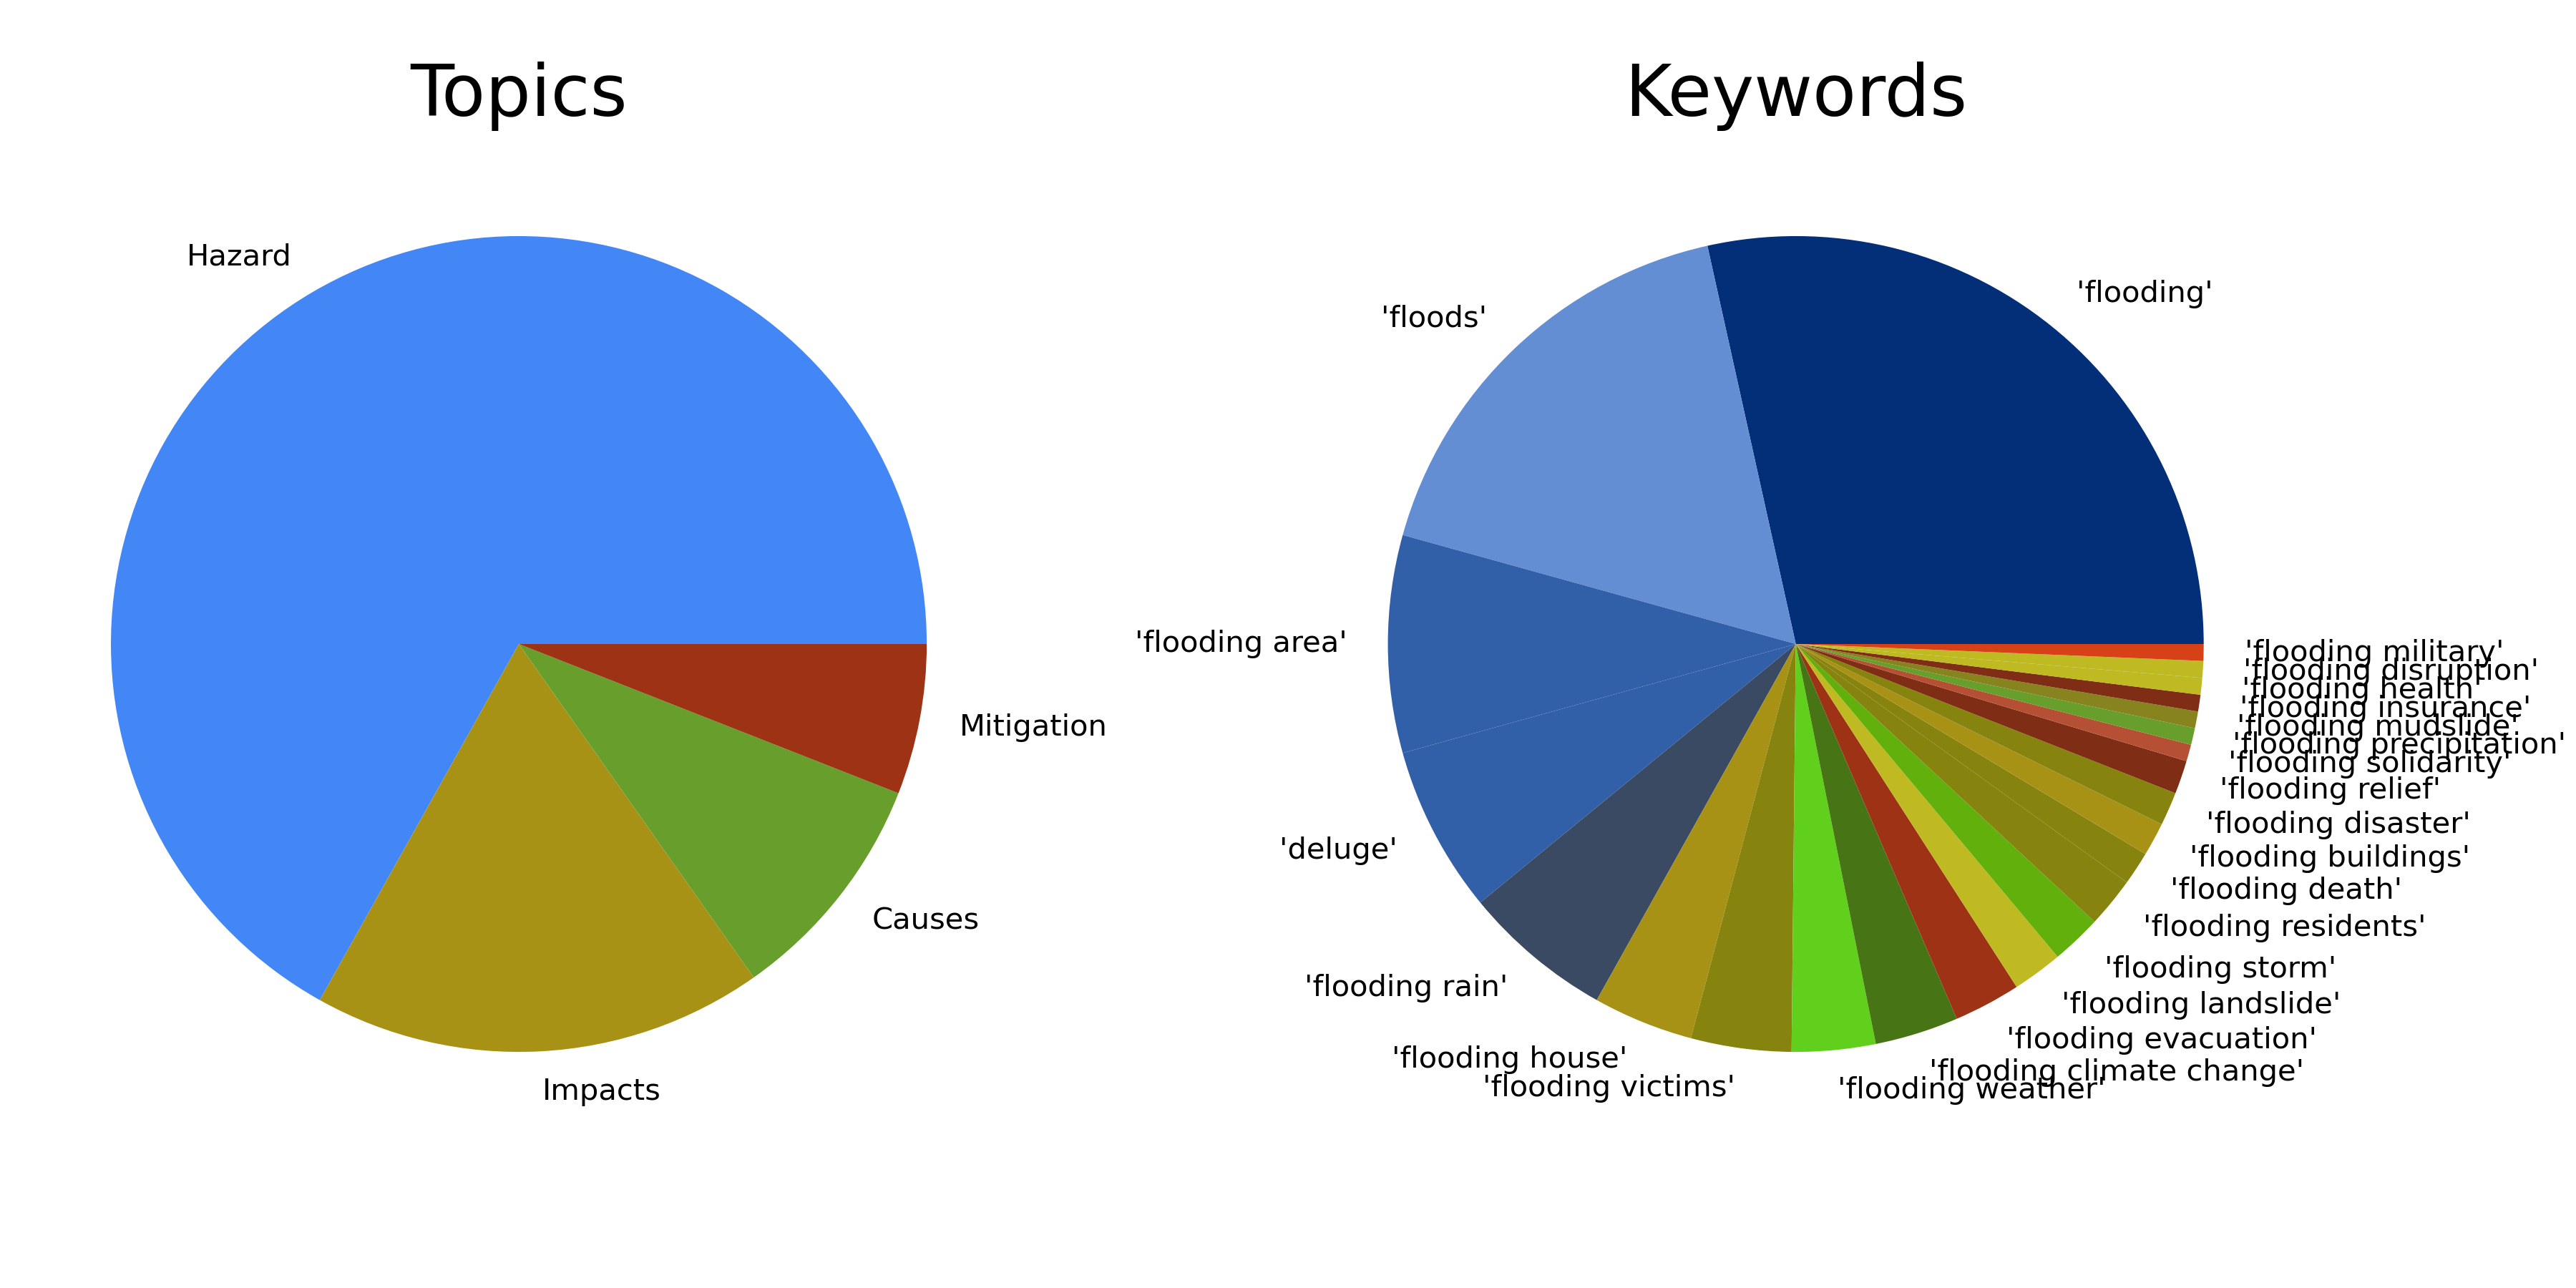 Topics
Hazard
Mitigation
Causes
Impacts
Keywords
'flooding'
'floods'
'flooding area'
'deluge'
'flooding rain'
'flooding house'
'flooding victims'
'flooding weather'
'flooding climate change'
'flooding evacuation'
'flooding landslide'
'flooding storm'
'flooding residents'
'flooding death'
'flooding buildings'
'flooding disaster'
'flooding relief'
'flooding solidarity'
'flooding precipitation'
'flooding mudslide'
'flooding insurance'
'flooding health'
'flooding disruption'
'flooding military'